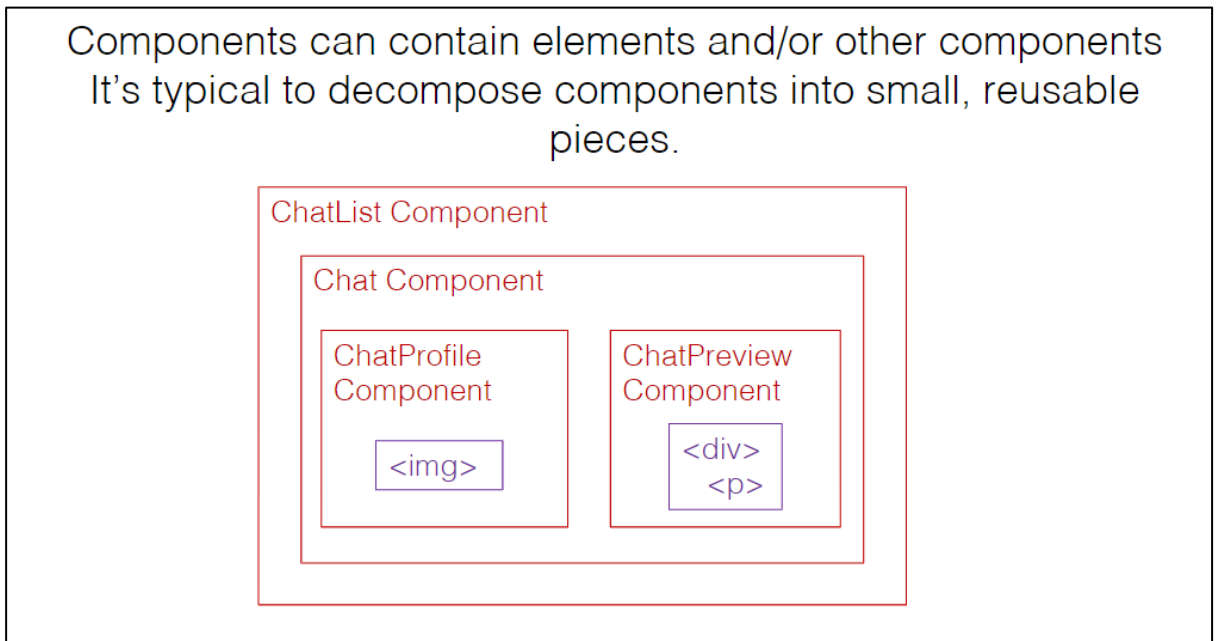 Components can contain elements and/or other components
It’s typical to decompose components into small, reusable
pieces.
ChatList Component
Chat Component
ChatProfile
Component
<img>
ChatPreview
Component
<div>
<p>